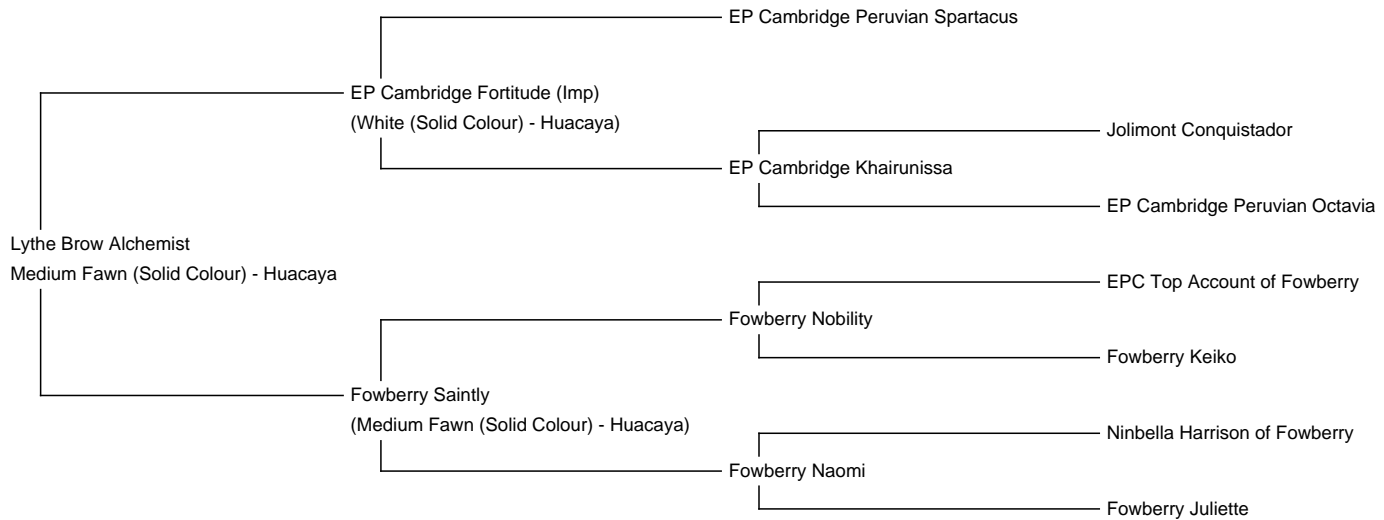 EP Cambridge Peruvian Spartacus
EP Cambridge Fortitude (Imp)
(White (Solid Colour) - Huacaya)
Jolimont Conquistador
EP Cambridge Khairunissa
EP Cambridge Peruvian Octavia
Lythe Brow Alchemist
Medium Fawn (Solid Colour) - Huacaya
EPC Top Account of Fowberry
Fowberry Nobility
Fowberry Keiko
Fowberry Saintly
(Medium Fawn (Solid Colour) - Huacaya)
Ninbella Harrison of Fowberry
Fowberry Naomi
Fowberry Juliette